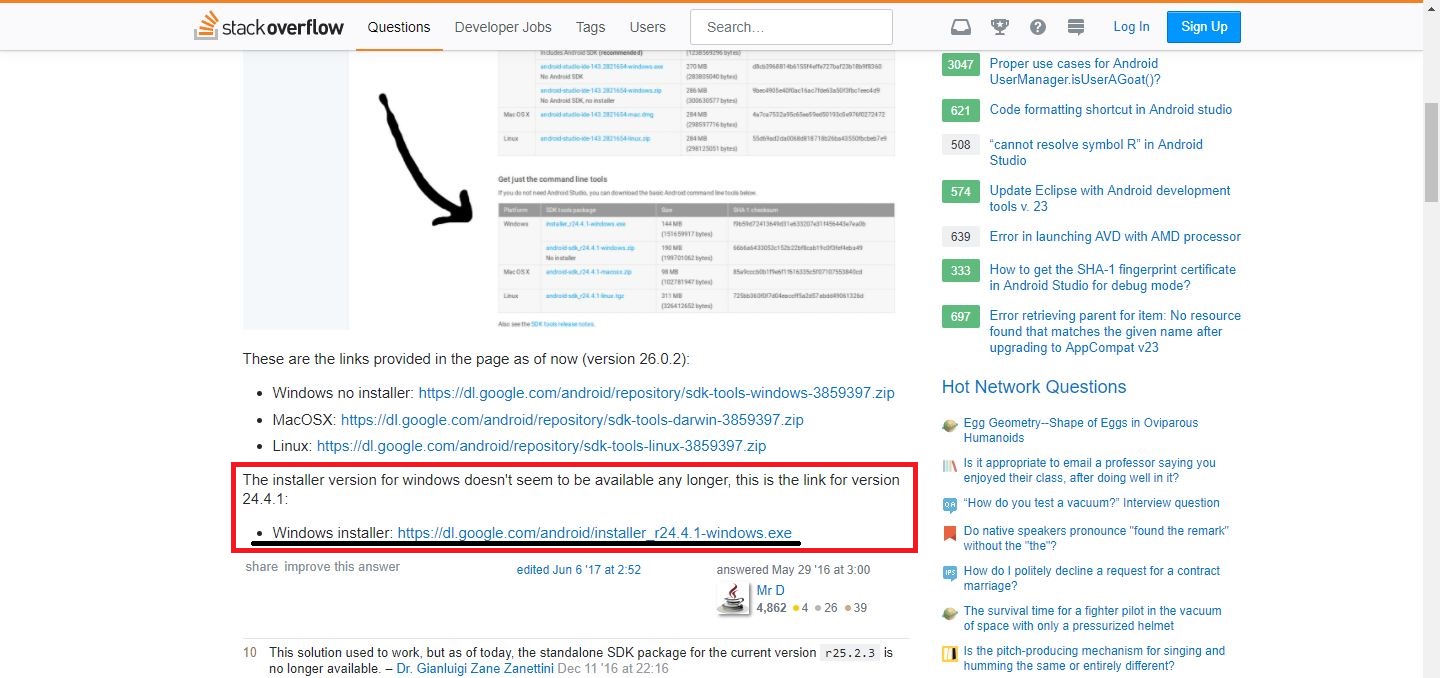 stackoverflow
Questions
Developer Jobs
Tags
Users
Search…
Log In
Sign Up
includes Android SDK (recommended)
(1238569296 bytes)
android-studio-ide-143.2821654-windows.exe
No Android SDK
270 MB
(283805040 bytes)
android-studio-ide-143.2821654-windows.zip
No Android SDK, no installer
286 MB
(300630577 bytes)
Mac OS X
android-studio-ide-143.2821654-mac.dmg
284 MB
(298597716 bytes)
Linux
android-studio-ide-143.2821654-linux.zip
284 MB
(298125051 bytes)
Get just the command line tools
If you do not need Android Studio, you can download the basic Android command line tools below.
Platform
SDK tools package
Size
SHA-1 checksum
Windows
installer_r24.4.1-windows.exe
144 MB
(151659917 bytes)
android-sdk_r24.4.1-windows.zip
No installer
190 MB
(199701062 bytes)
Mac OS X
android-sdk_r24.4.1-macosx.zip
98 MB
(102781947 bytes)
Linux
android-sdk_r24.4.1-linux.tgz
311 MB
(326412652 bytes)
Also see the SDK tools release notes.
These are the links provided in the page as of now (version 26.0.2):
• Windows no installer: https://dl.google.com/android/repository/sdk-tools-windows-3859397.zip
• MacOSX: https://dl.google.com/android/repository/sdk-tools-darwin-3859397.zip
• Linux: https://dl.google.com/android/repository/sdk-tools-linux-3859397.zip
The installer version for windows doesn't seem to be available any longer, this is the link for version
24.4.1:
• Windows installer: https://dl.google.com/android/installer_r24.4.1-windows.exe
share improve this answer
edited Jun 6 '17 at 2:52
answered May 29 '16 at 3:00
Mr D
4,862 4 26 39
10 This solution used to work, but as of today, the standalone SDK package for the current version r25.2.3 is
no longer available. – Dr. Gianluigi Zane Zanettini Dec 11 '16 at 22:16
3047 Proper use cases for Android
UserManager.isUserAGoat()?
621 Code formatting shortcut in Android studio
508 “cannot resolve symbol R” in Android
Studio
574 Update Eclipse with Android development
tools v. 23
639 Error in launching AVD with AMD processor
333 How to get the SHA-1 fingerprint certificate
in Android Studio for debug mode?
697 Error retrieving parent for item: No resource
found that matches the given name after
upgrading to AppCompat v23
Hot Network Questions
Egg Geometry--Shape of Eggs in Oviparous
Humanoids
Is it appropriate to email a professor saying you
enjoyed their class, after doing well in it?
“How do you test a vacuum?” Interview question
Do native speakers pronounce "found the remark"
without the "the"?
How do I politely decline a request for a contract
marriage?
The survival time for a fighter pilot in the vacuum
of space with only a pressurized helmet
Is the pitch-producing mechanism for singing and
humming the same or entirely different?